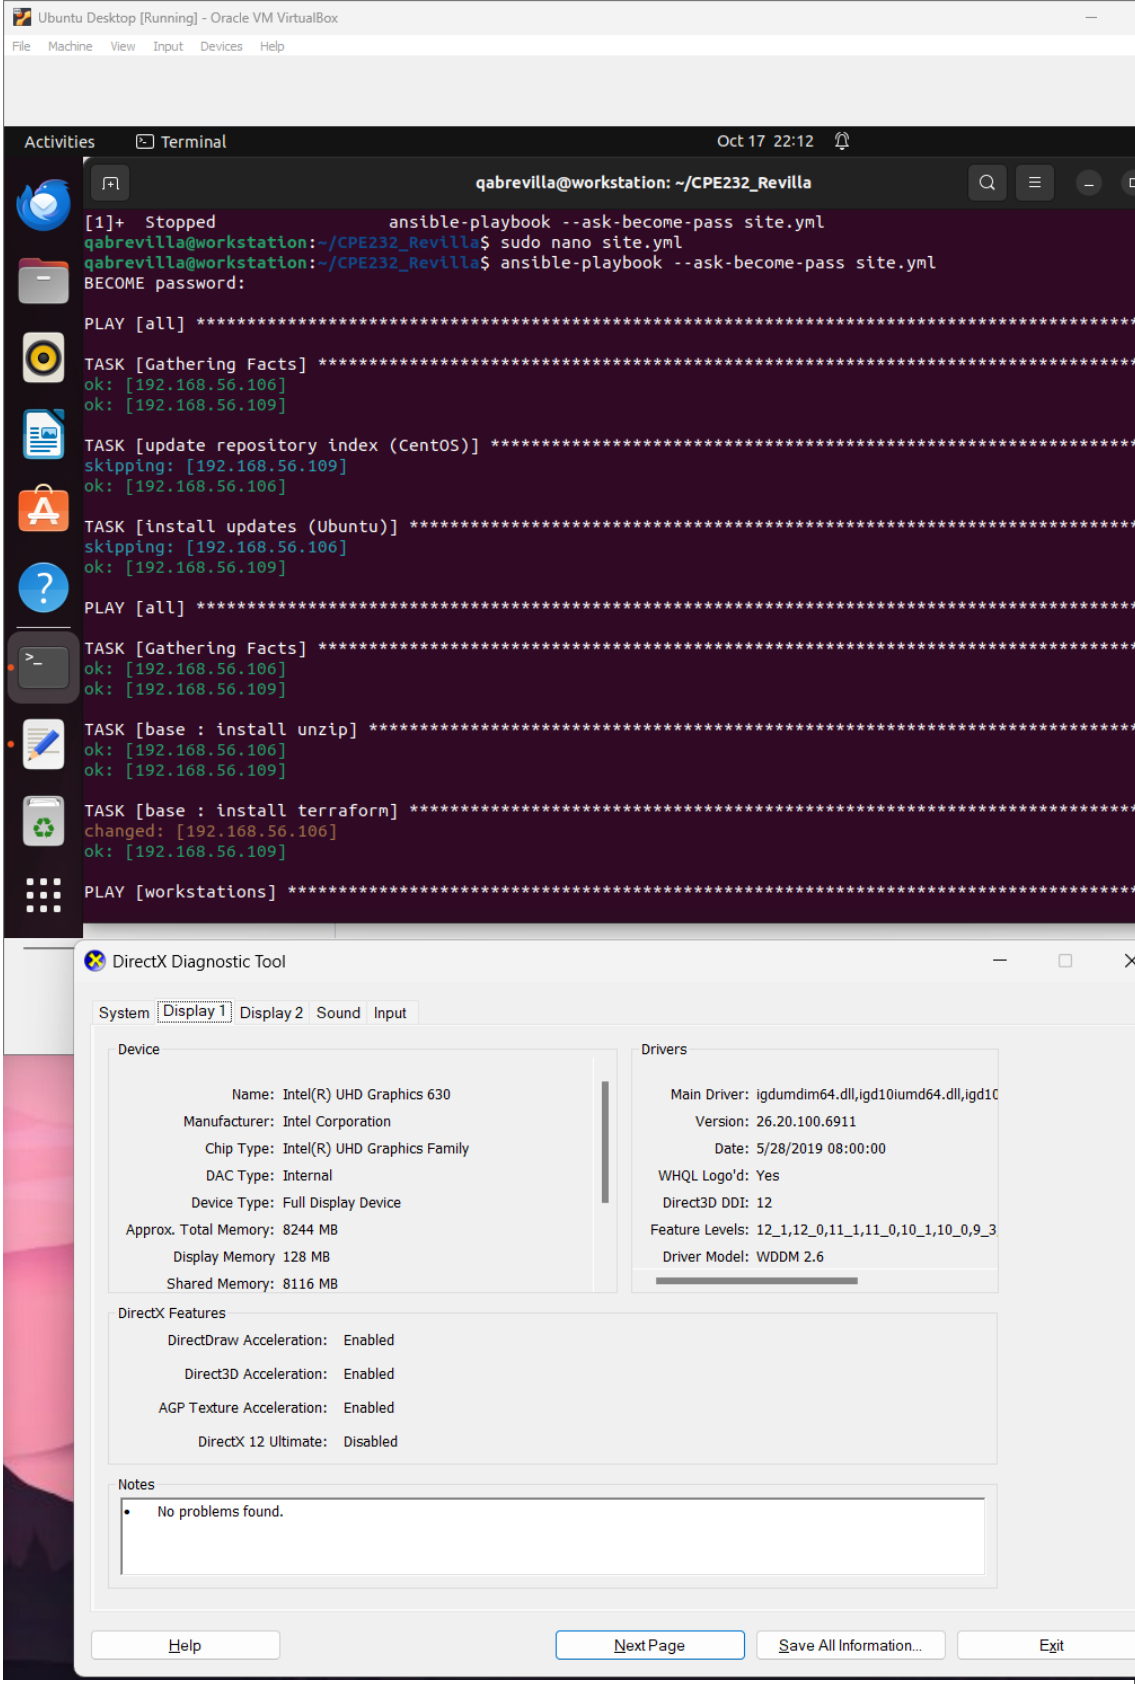 Ubuntu Desktop [Running] - Oracle VM VirtualBox
File Machine View Input Devices Help
Activities Terminal Oct 17 22:12
qabrevilla@workstation: ~/CPE232_Revilla
[1]+ Stopped ansible-playbook --ask-become-pass site.yml
qabrevilla@workstation:~/CPE232_Revilla$ sudo nano site.yml
qabrevilla@workstation:~/CPE232_Revilla$ ansible-playbook --ask-become-pass site.yml
BECOME password:
PLAY [all] ********************************************************************************************
TASK [Gathering Facts] ********************************************************************************
ok: [192.168.56.106]
ok: [192.168.56.109]
TASK [update repository index (CentOS)] ***************************************************************
skipping: [192.168.56.109]
ok: [192.168.56.106]
TASK [install updates (Ubuntu)] ***********************************************************************
skipping: [192.168.56.106]
ok: [192.168.56.109]
PLAY [all] ********************************************************************************************
TASK [Gathering Facts] ********************************************************************************
ok: [192.168.56.106]
ok: [192.168.56.109]
TASK [base : install unzip] ***************************************************************************
ok: [192.168.56.106]
ok: [192.168.56.109]
TASK [base : install terraform] ***********************************************************************
changed: [192.168.56.106]
ok: [192.168.56.109]
PLAY [workstations] ***********************************************************************************
DirectX Diagnostic Tool
System Display 1 Display 2 Sound Input
Device
Name: Intel(R) UHD Graphics 630
Manufacturer: Intel Corporation
Chip Type: Intel(R) UHD Graphics Family
DAC Type: Internal
Device Type: Full Display Device
Approx. Total Memory: 8244 MB
Display Memory 128 MB
Shared Memory: 8116 MB
Drivers
Main Driver: igdumdim64.dll,igd10iumd64.dll,igd10
Version: 26.20.100.6911
Date: 5/28/2019 08:00:00
WHQL Logo'd: Yes
Direct3D DDI: 12
Feature Levels: 12_1,12_0,11_1,11_0,10_1,10_0,9_3,
Driver Model: WDDM 2.6
DirectX Features
DirectDraw Acceleration: Enabled
Direct3D Acceleration: Enabled
AGP Texture Acceleration: Enabled
DirectX 12 Ultimate: Disabled
Notes
• No problems found.
Help Next Page Save All Information... Exit